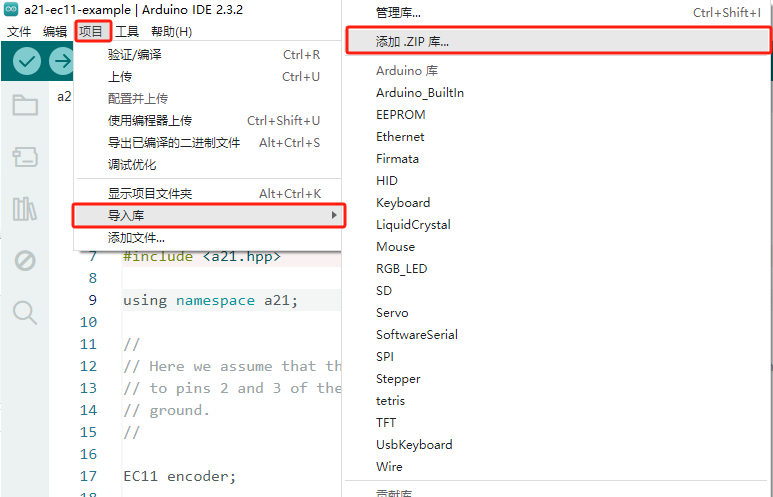 a21-ec11-example | Arduino IDE 2.3.2
文件 编辑 项目 工具 帮助(H)
验证/编译 Ctrl+R
上传 Ctrl+U
配置并上传
使用编程器上传 Ctrl+Shift+U
导出已编译的二进制文件 Alt+Ctrl+S
调试优化
显示项目文件夹 Alt+Ctrl+K
导入库
添加文件...
管理库... Ctrl+Shift+I
添加 .ZIP 库...
Arduino 库
Arduino_BuiltIn
EEPROM
Ethernet
Firmata
HID
Keyboard
LiquidCrystal
Mouse
RGB_LED
SD
Servo
SoftwareSerial
SPI
Stepper
tetris
TFT
UsbKeyboard
Wire
贡献库
a2
7 #include <a21.hpp>
8
9 using namespace a21;
10
11 //
12 // Here we assume that th
13 // to pins 2 and 3 of the
14 // ground.
15 //
16
17 EC11 encoder;
18